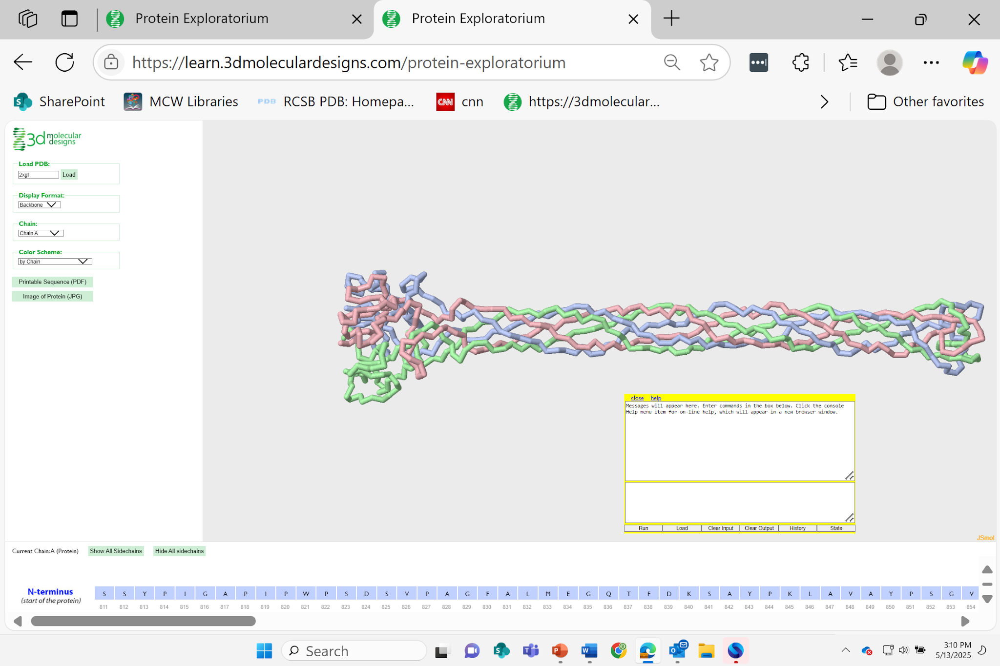 Protein Exploratorium
Protein Exploratorium
https://learn.3dmoleculardesigns.com/protein-exploratorium
SharePoint
MCW Libraries
PDB
RCSB PDB: Homepa...
CNN
cnn
https://3dmolecular...
Other favorites
3d molecular designs
Load PDB:
2xgf
Load
Display Format:
Backbone
Chain:
Chain A
Color Scheme:
by Chain
Printable Sequence (PDF)
Image of Protein (JPG)
close help
Messages will appear here. Enter commands in the box below. Click the console
Help menu item for on-line help, which will appear in a new browser window.
Run Load Clear Input Clear Output History State
JSmol
Current Chain:A (Protein)
Show All Sidechains
Hide All sidechains
N-terminus
(start of the protein)
S S Y P I G A P I P W P S D S V P A G F A L M E G Q T F D K S A Y P K L A V A Y P S G V
811 812 813 814 815 816 817 818 819 820 821 822 823 824 825 826 827 828 829 830 831 832 833 834 835 836 837 838 839 840 841 842 843 844 845 846 847 848 849 850 851 852 853 854
Search
3:10 PM
5/13/2025